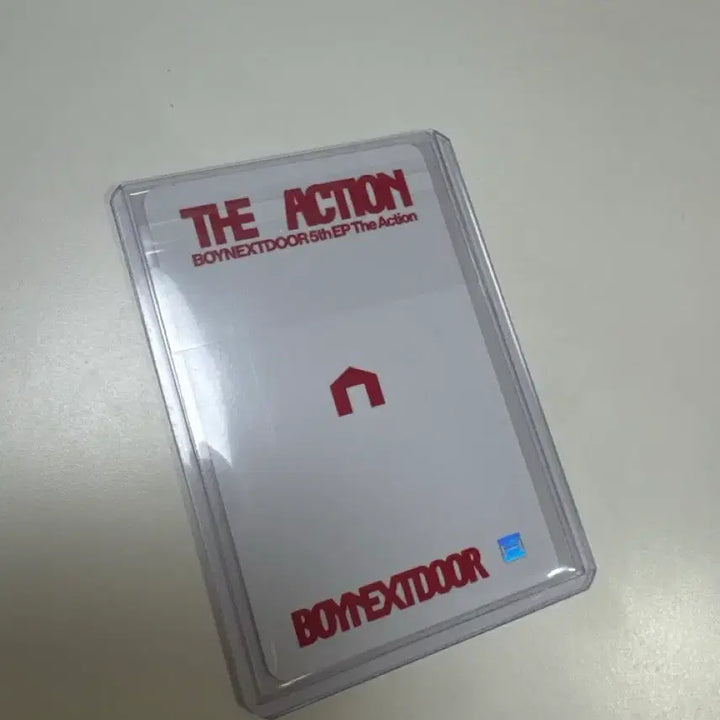 THE ACTION
BOYNEXTDOOR 5th EP The Action
BOYNEXTDOOR